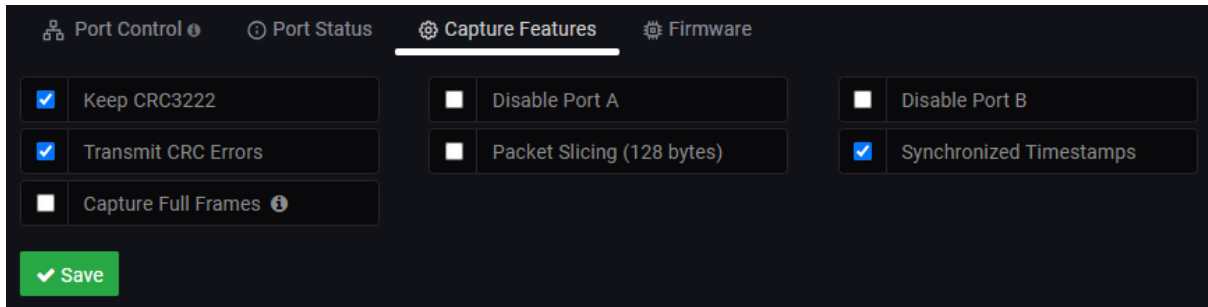 Port Control Port Status Capture Features Firmware
Keep CRC3222 Disable Port A Disable Port B
Transmit CRC Errors Packet Slicing (128 bytes) Synchronized Timestamps
Capture Full Frames
Save